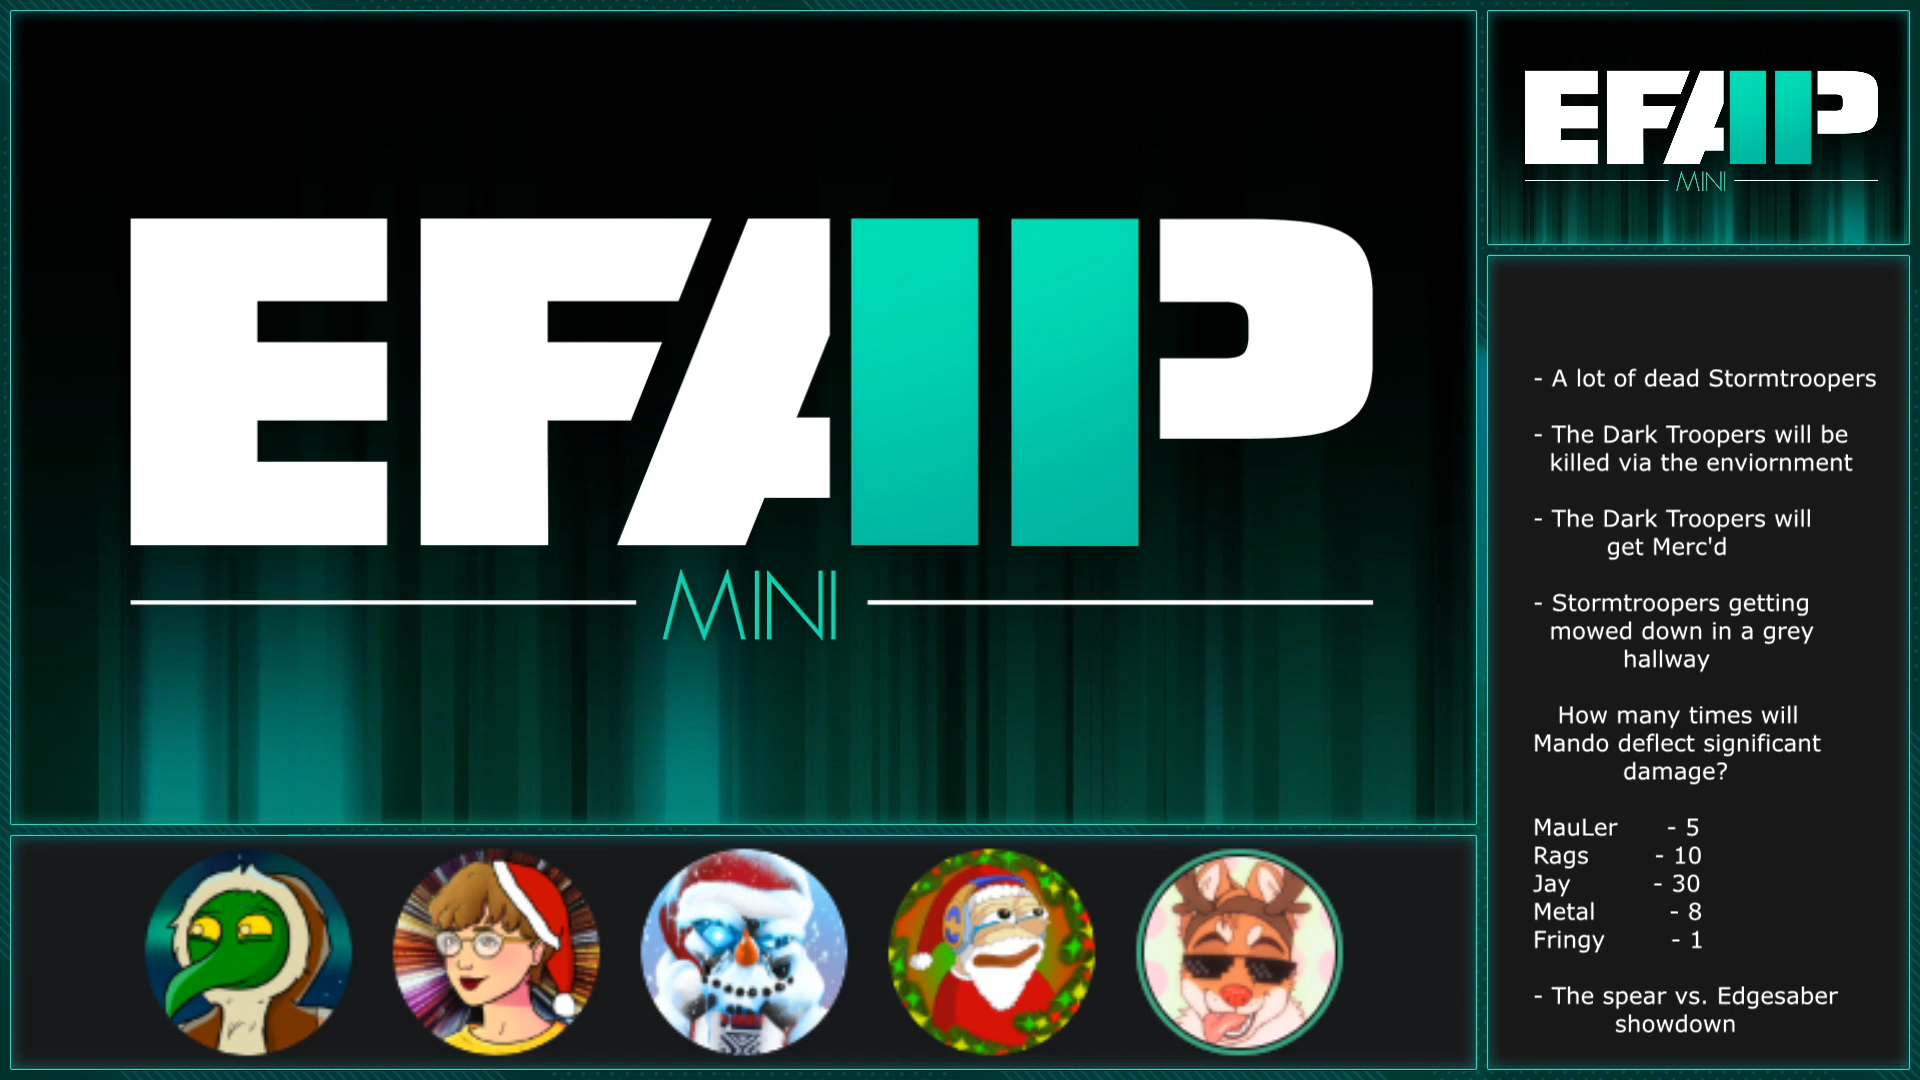 EFAP
MINI
EFAP
MINI
- A lot of dead Stormtroopers
- The Dark Troopers will be
killed via the enviornment
- The Dark Troopers will
get Merc'd
- Stormtroopers getting
mowed down in a grey
hallway
How many times will
Mando deflect significant
damage?
MauLer - 5
Rags - 10
Jay - 30
Metal - 8
Fringy - 1
- The spear vs. Edgesaber
showdown